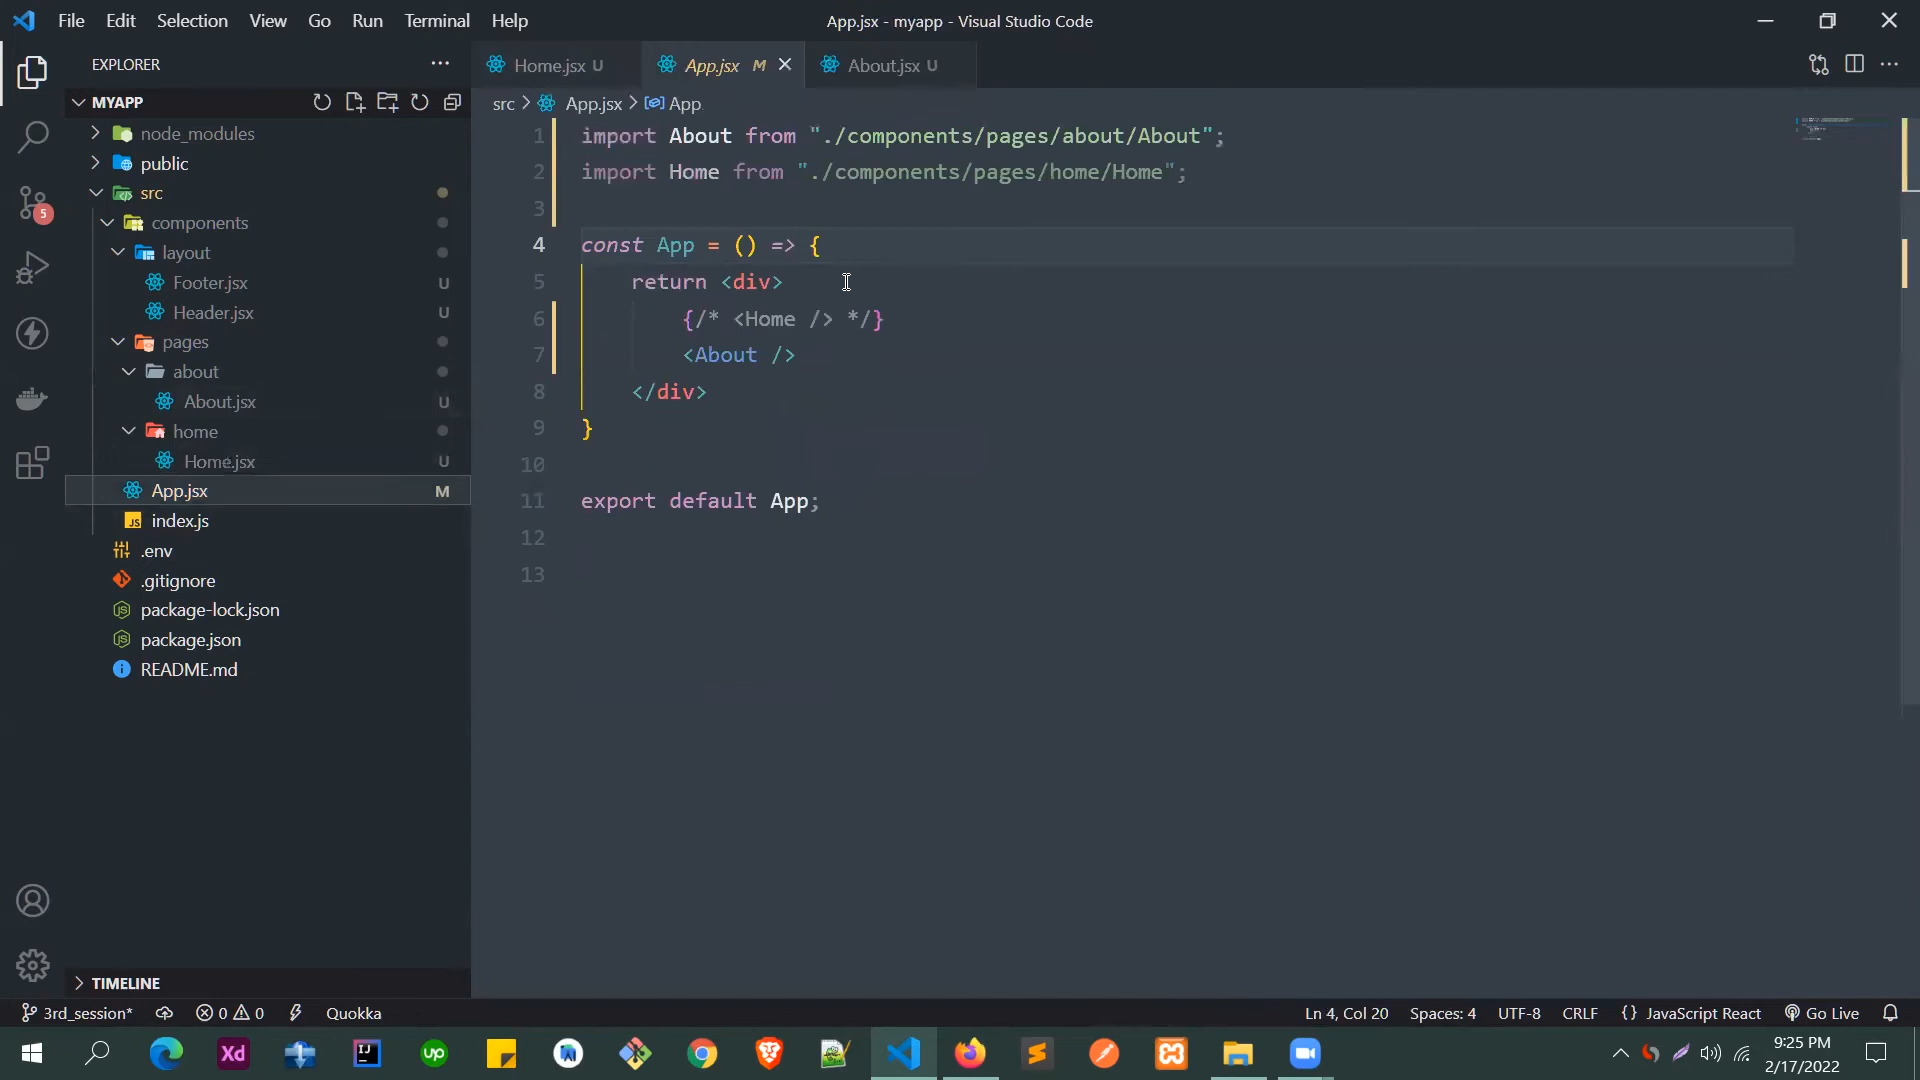 File Edit Selection View Go Run Terminal Help
App.jsx - myapp - Visual Studio Code
EXPLORER
Home.jsx U
App.jsx M
About.jsx U
MYAPP
src > App.jsx > App
node_modules
public
src
components
layout
Footer.jsx U
Header.jsx U
pages
about
About.jsx U
home
Home.jsx U
App.jsx M
JS index.js
.env
.gitignore
package-lock.json
package.json
README.md
5
1 import About from "./components/pages/about/About";
2 import Home from "./components/pages/home/Home";
3
4 const App = () => {
5 return <div>
6 {/* <Home /> */}
7 <About />
8 </div>
9 }
10
11 export default App;
12
13
TIMELINE
3rd_session* 0 0 Quokka
Ln 4, Col 20 Spaces: 4 UTF-8 CRLF {} JavaScript React Go Live
Xd
up
9:25 PM
2/17/2022